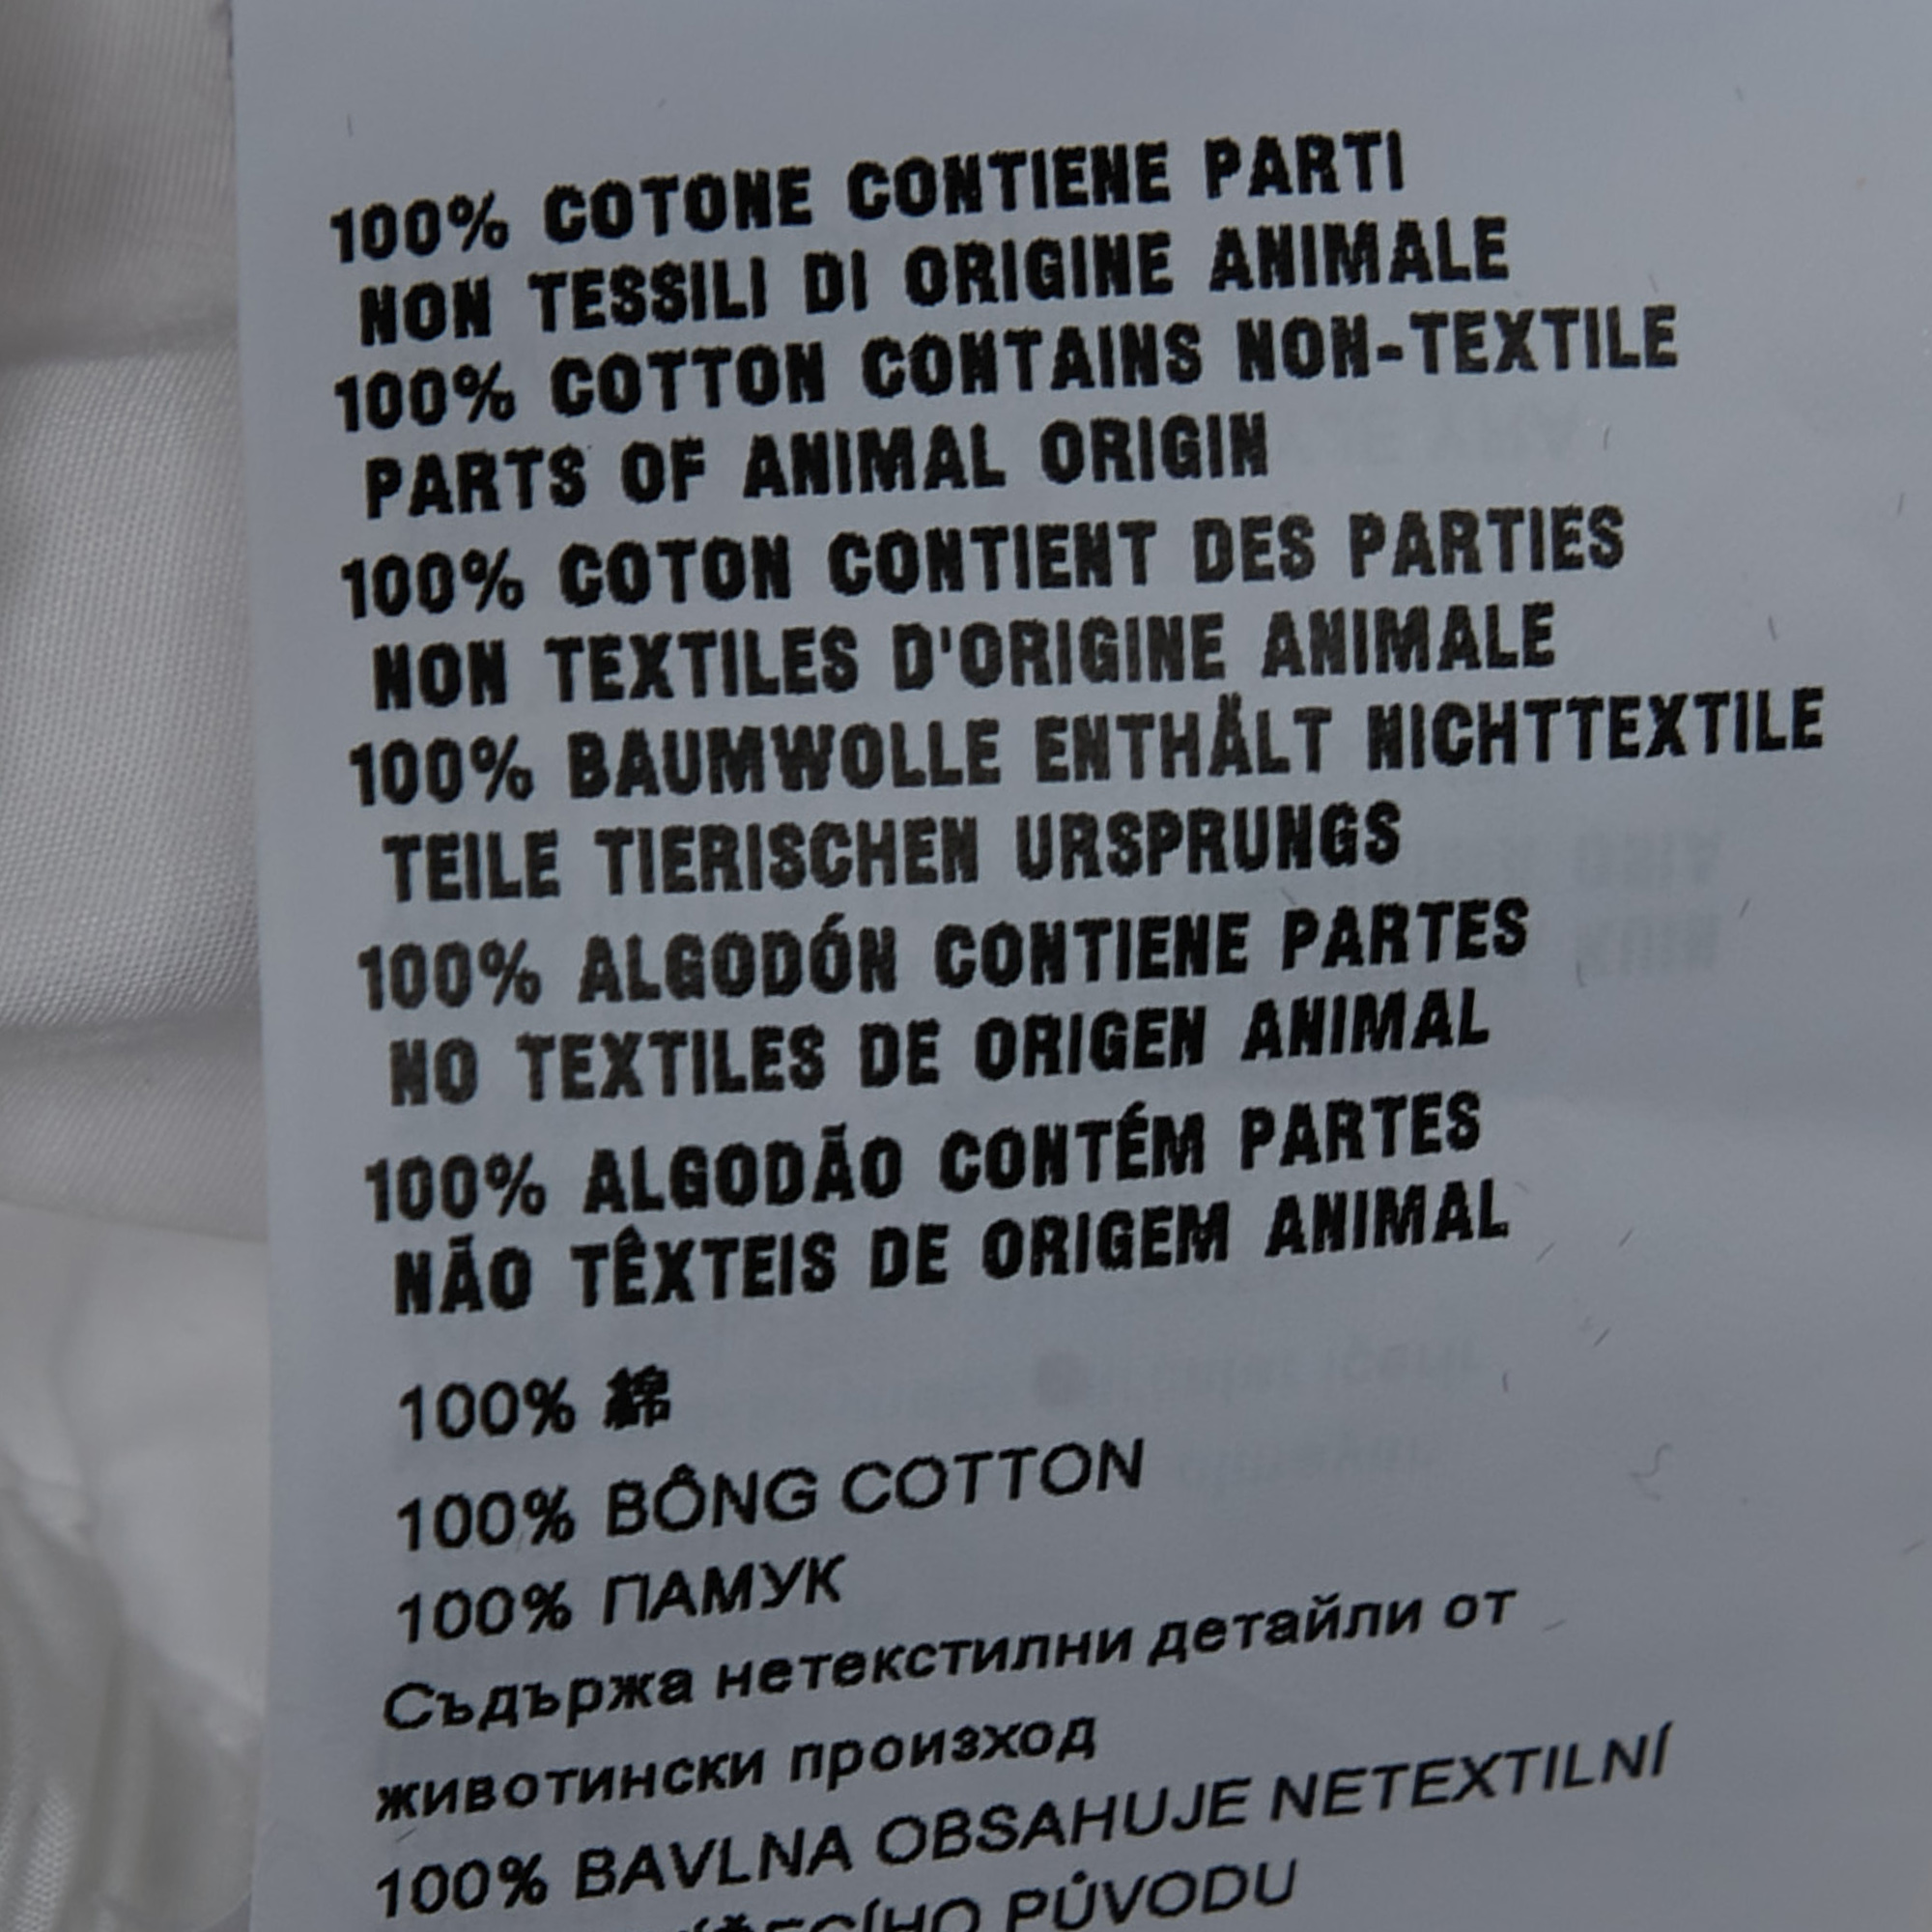 100% COTONE CONTIENE PARTI
NON TESSILI DI ORIGINE ANIMALE
100% COTTON CONTAINS NON-TEXTILE
PARTS OF ANIMAL ORIGIN
100% COTON CONTIENT DES PARTIES
NON TEXTILES D'ORIGINE ANIMALE
100% BAUMWOLLE ENTHÄLT NICHTTEXTILE
TEILE TIERISCHEN URSPRUNGS
100% ALGODÓN CONTIENE PARTES
NO TEXTILES DE ORIGEN ANIMAL
100% ALGODÃO CONTÉM PARTES
NÃO TÊXTEIS DE ORIGEM ANIMAL
100% 綿
100% BÔNG COTTON
100% ПАМУК
Съдържа нетекстилни детайли от
животински произход
100% BAVLNA OBSAHUJE NETEXTILNÍ
PŮVODU